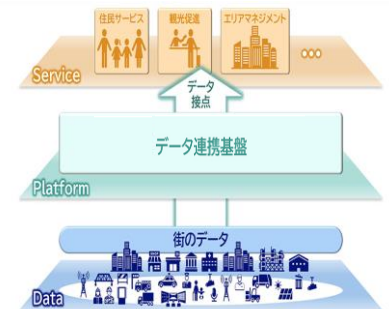 住民サービス
観光促進
エリアマネジメント
Service
データ
接点
データ連携基盤
Platform
街のデータ
Data